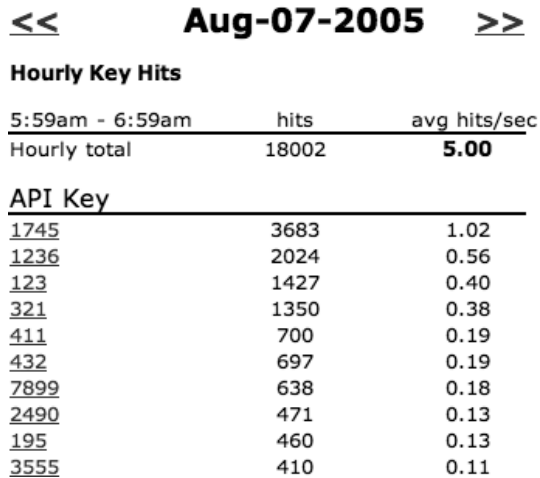 << Aug-07-2005 >>
Hourly Key Hits
5:59am - 6:59am hits avg hits/sec
Hourly total 18002 5.00
API Key
1745 3683 1.02
1236 2024 0.56
123 1427 0.40
321 1350 0.38
411 700 0.19
432 697 0.19
7899 638 0.18
2490 471 0.13
195 460 0.13
3555 410 0.11